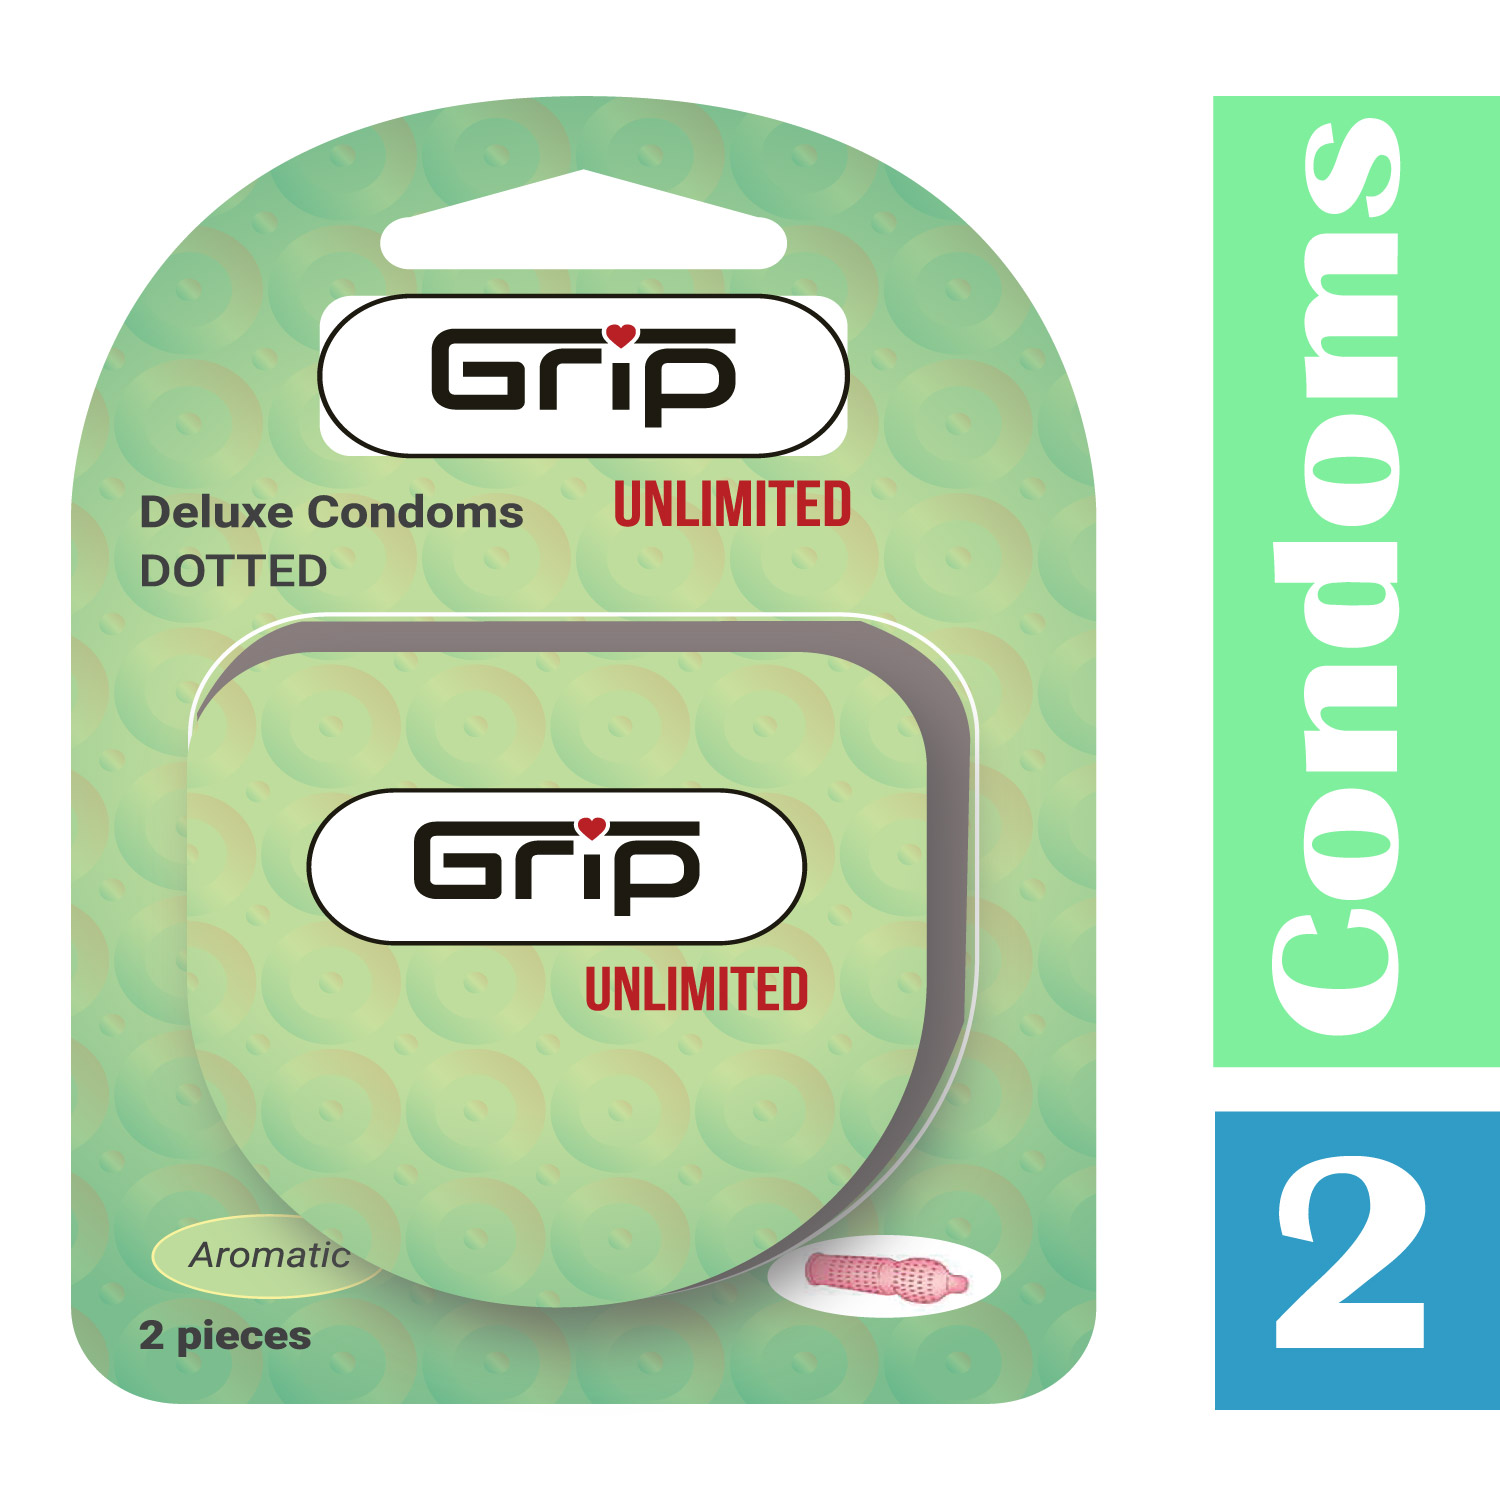 Grip
UNLIMITED
Deluxe Condoms
DOTTED
Grip
UNLIMITED
Aromatic
2 pieces
Condoms
2